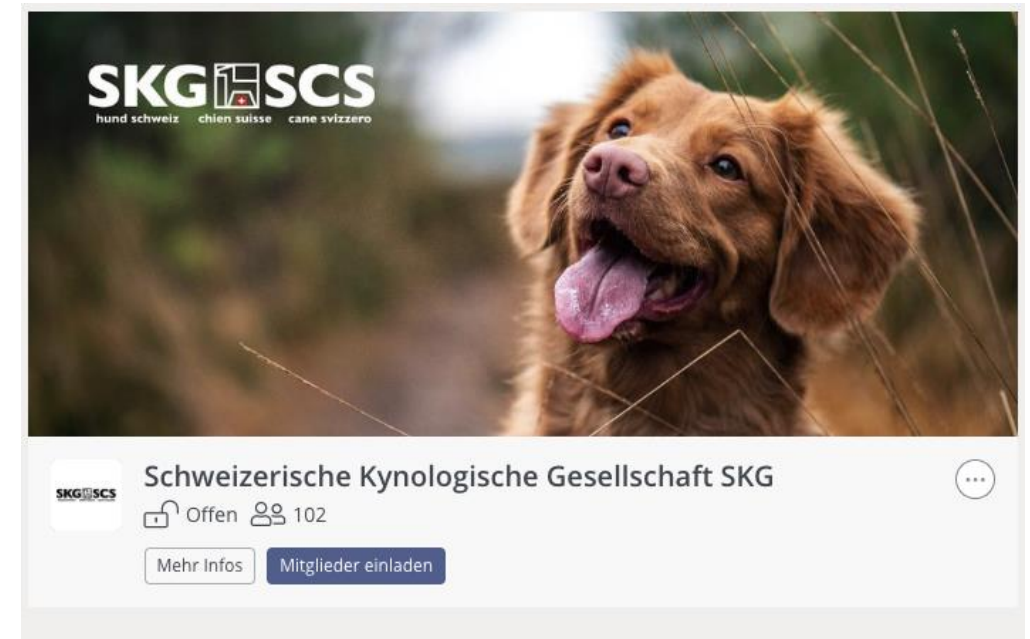 SKG SCS
hund schweiz chien suisse cane svizzero
SKG SCS
Schweizerische Kynologische Gesellschaft SKG
Offen 102
Mehr Infos Mitglieder einladen